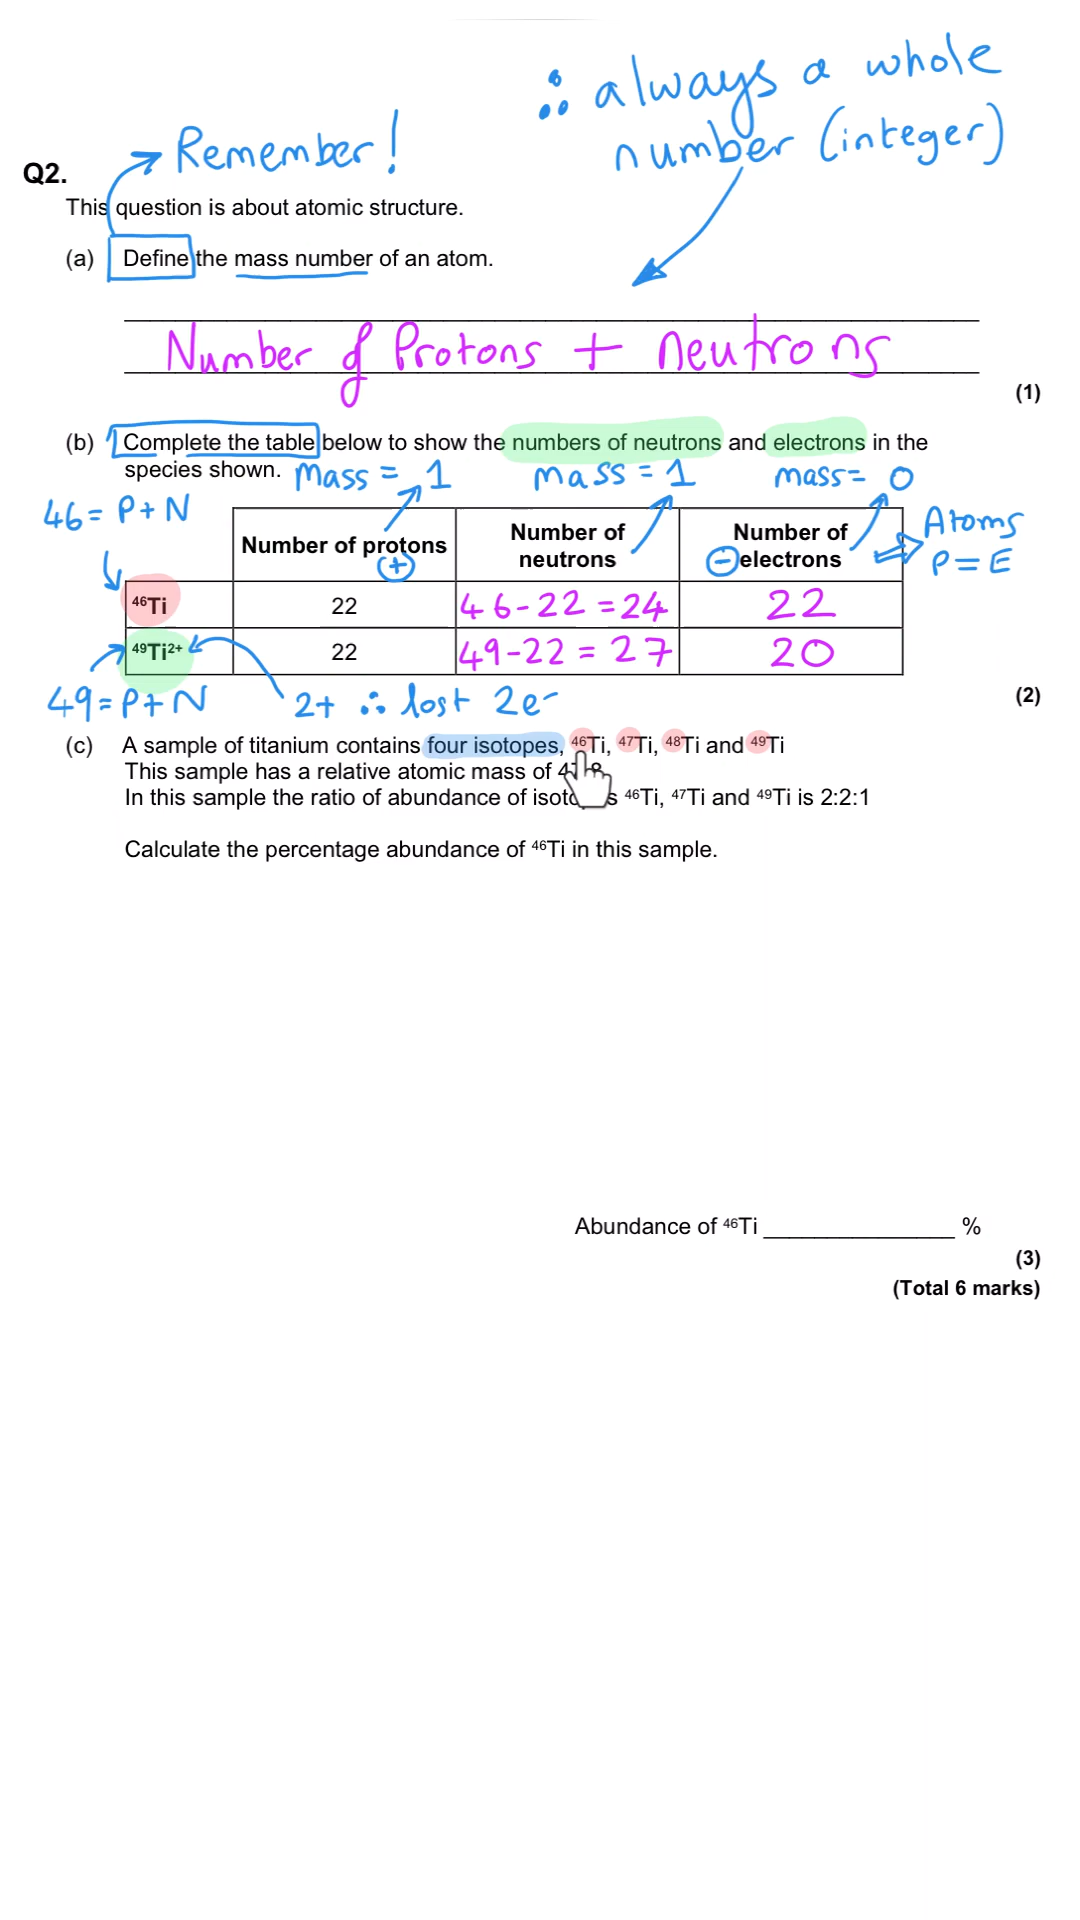 ∴ always a whole
number (integer)
Remember!
Q2.
This question is about atomic structure.
(a) Define the mass number of an atom.
Number of Protons + neutrons
(1)
(b) Complete the table below to show the numbers of neutrons and electrons in the
species shown. Mass = 1 mass = 1 mass = 0
46 = P + N
Number of protons Number of neutrons Number of electrons
(+) (−)
Atoms
P = E
⁴⁶Ti 22 46-22 = 24 22
⁴⁹Ti²⁺ 22 49-22 = 27 20
49 = P + N 2+ ∴ lost 2e⁻
(2)
(c) A sample of titanium contains four isotopes, ⁴⁶Ti, ⁴⁷Ti, ⁴⁸Ti and ⁴⁹Ti
This sample has a relative atomic mass of
In this sample the ratio of abundance of ⁴⁶Ti, ⁴⁷Ti and ⁴⁹Ti is 2:2:1
Calculate the percentage abundance of ⁴⁶Ti in this sample.
Abundance of ⁴⁶Ti ________________ %
(3)
(Total 6 marks)